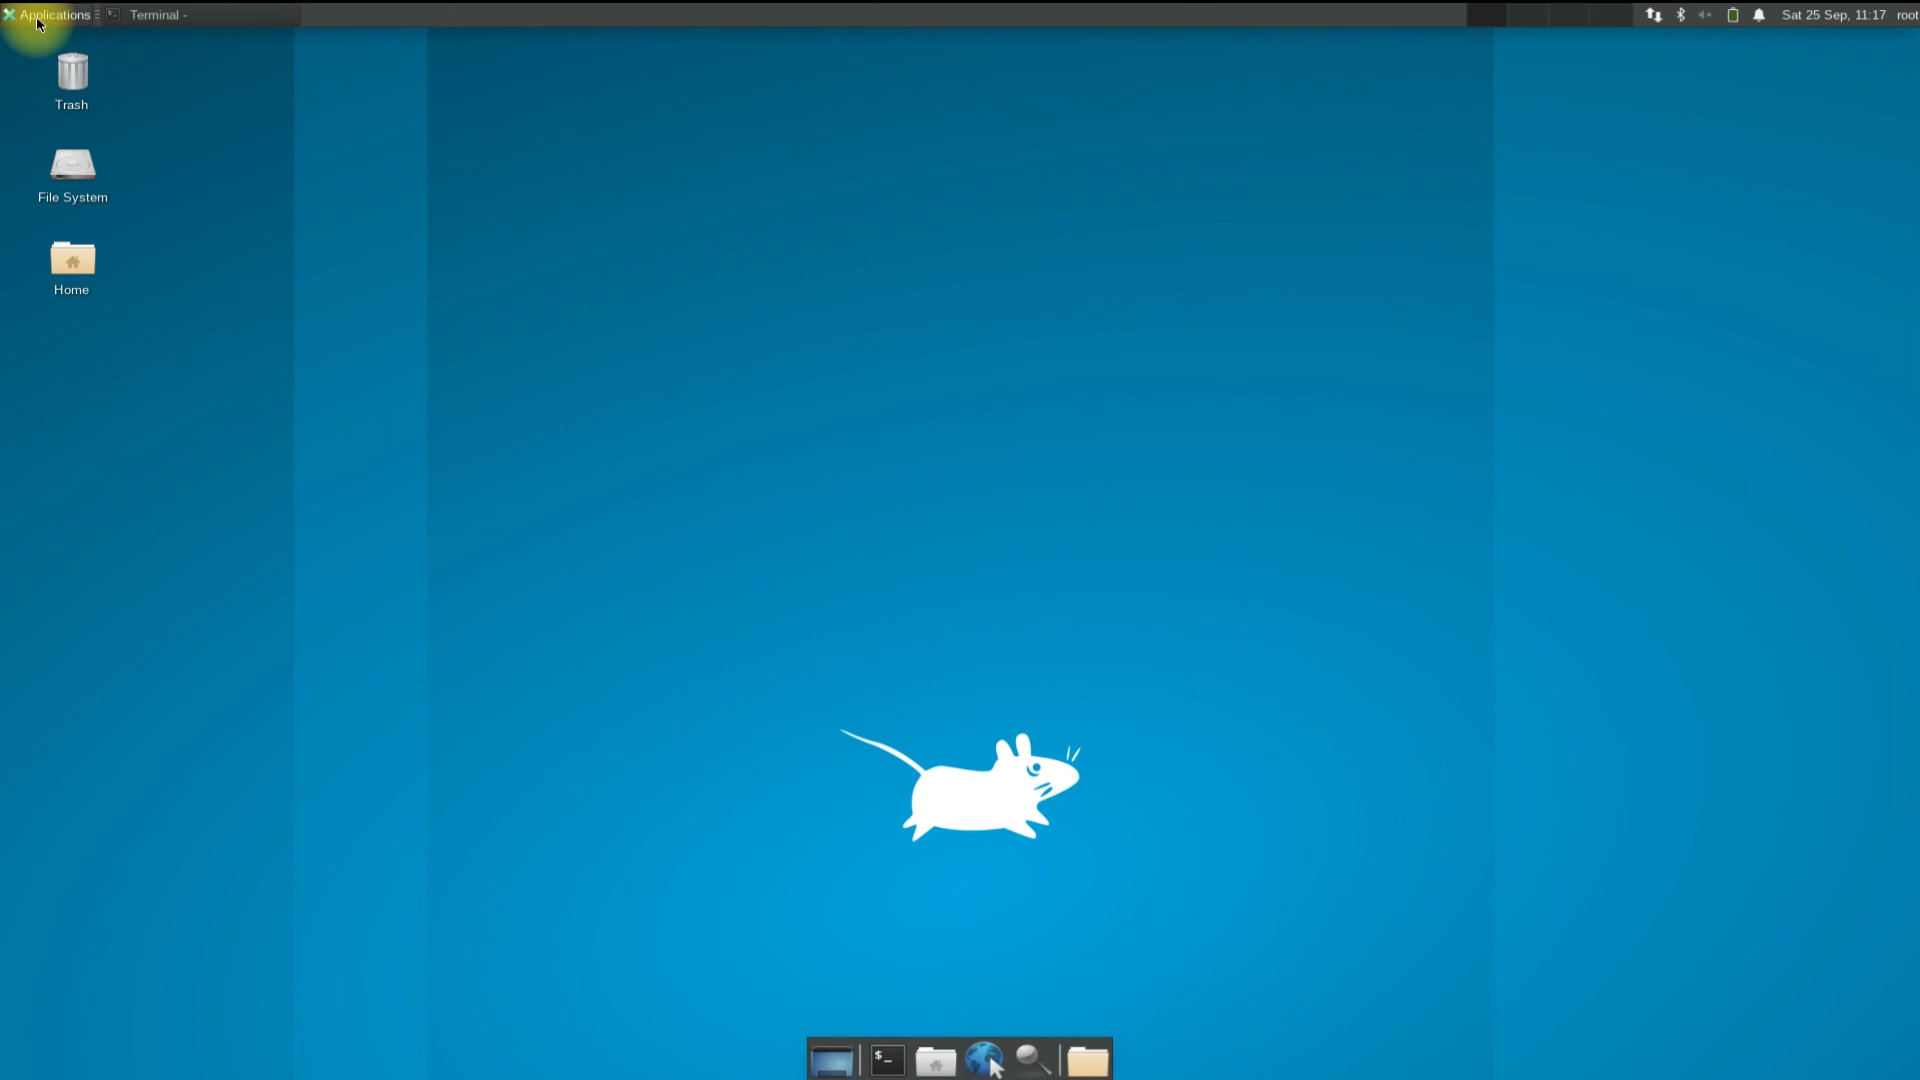 Applications Terminal - Sat 25 Sep, 11:17 root
Trash
File System
Home
$_